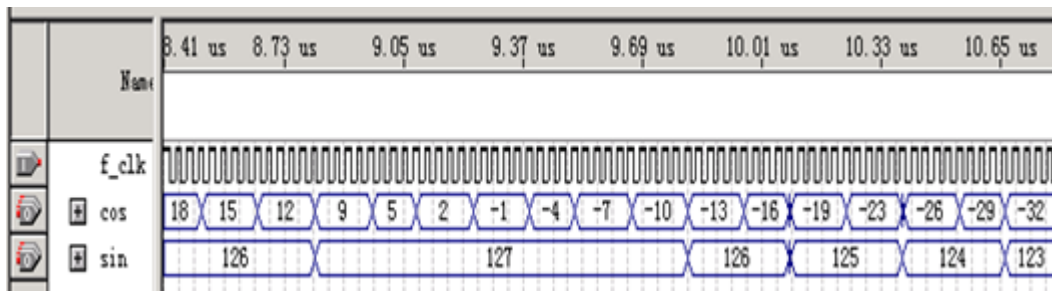 8.41 us 8.73 us 9.05 us 9.37 us 9.69 us 10.01 us 10.33 us 10.65 us
Name
f_clk
cos 18 15 12 9 5 2 -1 -4 -7 -10 -13 -16 -19 -23 -26 -29 -32
sin 126 127 126 125 124 123